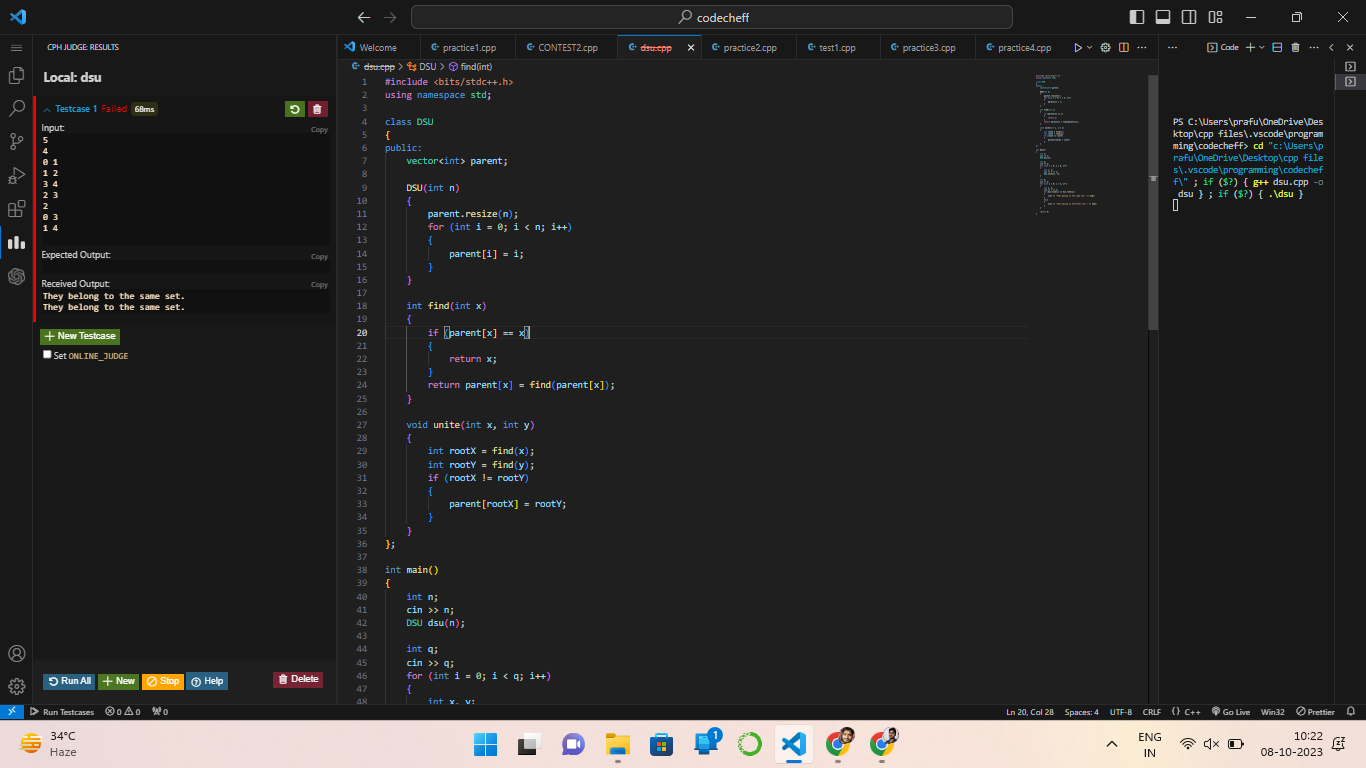 codecheff
CPH JUDGE: RESULTS
Local: dsu
Testcase 1 Failed 68ms
Input:
Copy
5
4
0 1
1 2
3 4
2 3
2
0 3
1 4
Expected Output:
Copy
Received Output:
Copy
They belong to the same set.
They belong to the same set.
New Testcase
Set ONLINE_JUDGE
Run All
New
Stop
Help
Delete
Welcome
practice1.cpp
CONTEST2.cpp
dsu.cpp
practice2.cpp
test1.cpp
practice3.cpp
practice4.cpp
dsu.cpp > DSU > find(int)
1 #include <bits/stdc++.h>
2 using namespace std;
3
4 class DSU
5 {
6 public:
7 vector<int> parent;
8
9 DSU(int n)
10 {
11 parent.resize(n);
12 for (int i = 0; i < n; i++)
13 {
14 parent[i] = i;
15 }
16 }
17
18 int find(int x)
19 {
20 if (parent[x] == x)
21 {
22 return x;
23 }
24 return parent[x] = find(parent[x]);
25 }
26
27 void unite(int x, int y)
28 {
29 int rootX = find(x);
30 int rootY = find(y);
31 if (rootX != rootY)
32 {
33 parent[rootX] = rootY;
34 }
35 }
36 };
37
38 int main()
39 {
40 int n;
41 cin >> n;
42 DSU dsu(n);
43
44 int q;
45 cin >> q;
46 for (int i = 0; i < q; i++)
47 {
48 int x, y;
Code
PS C:\Users\prafu\OneDrive\Des
ktop\cpp files\.vscode\program
ming\codecheff> cd "c:\Users\p
rafu\OneDrive\Desktop\cpp file
s\.vscode\programming\codechef
f\" ; if ($?) { g++ dsu.cpp -o
dsu } ; if ($?) { .\dsu }
Run Testcases
0
0
0
Ln 20, Col 28
Spaces: 4
UTF-8
CRLF
{} C++
Go Live
Win32
Prettier
34°C
Haze
1
ENG
IN
10:22
08-10-2023